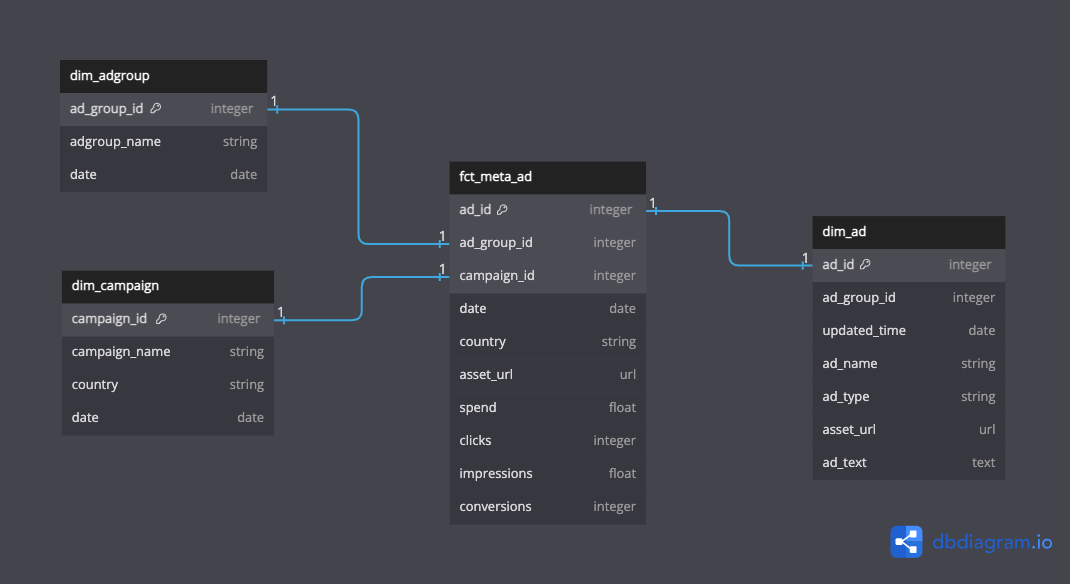 dim_adgroup
ad_group_id integer
adgroup_name string
date date
1
dim_campaign
campaign_id integer
campaign_name string
country string
date date
1
1
1
fct_meta_ad
ad_id integer
ad_group_id integer
campaign_id integer
date date
country string
asset_url url
spend float
clicks integer
impressions float
conversions integer
1
1
dim_ad
ad_id integer
ad_group_id integer
updated_time date
ad_name string
ad_type string
asset_url url
ad_text text
dbdiagram.io